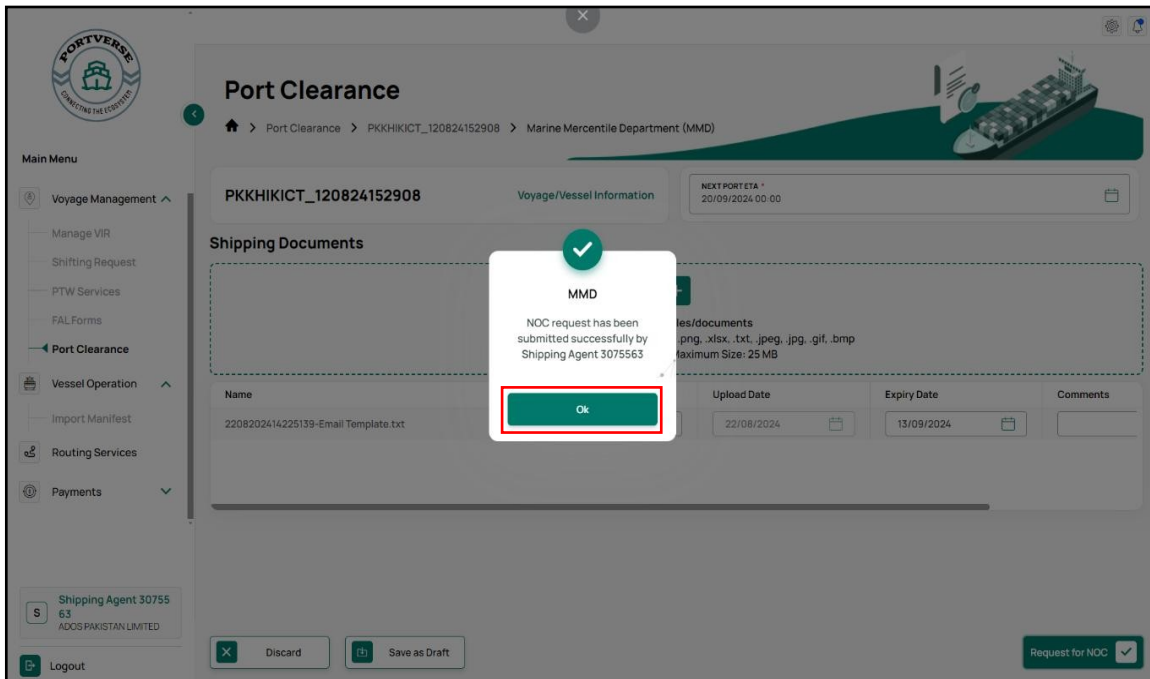 PORTVERSE
CONNECTING THE ECOSYSTEM
Main Menu
Voyage Management
Manage VIR
Shifting Request
PTW Services
FAL Forms
Port Clearance
Vessel Operation
Import Manifest
Routing Services
Payments
S
Shipping Agent 30755
63
ADOS PAKISTAN LIMITED
Logout
Port Clearance
> Port Clearance > PKKHIKICT_120824152908 > Marine Mercentile Department (MMD)
PKKHIKICT_120824152908
Voyage/Vessel Information
NEXT PORT ETA *
20/09/2024 00:00
Shipping Documents
les/documents
.png, .xlsx, .txt, .jpeg, .jpg, .gif, .bmp
Maximum Size: 25 MB
MMD
NOC request has been
submitted successfully by
Shipping Agent 3075563
Ok
Name
Upload Date
Expiry Date
Comments
2208202414225139-Email Template.txt
22/08/2024
13/09/2024
Discard
Save as Draft
Request for NOC